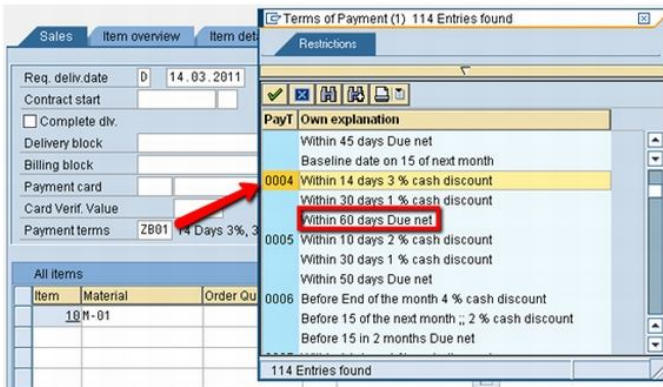 Terms of Payment (1) 114 Entries found
Restrictions
PayT Own explanation
Within 45 days Due net
Baseline date on 15 of next month
0004 Within 14 days 3 % cash discount
Within 30 days 1 % cash discount
Within 60 days Due net
0005 Within 10 days 2 % cash discount
Within 30 days 1 % cash discount
Within 50 days Due net
0006 Before End of the month 4 % cash discount
Before 15 of the next month ;; 2 % cash discount
Before 15 in 2 months Due net
114 Entries found
Sales Item overview Item det
Req. deliv.date D 14.03.2011
Contract start
Complete dlv.
Delivery block
Billing block
Payment card
Card Verif. Value
Payment terms ZB01 14 Days 3%, 3
All items
Item Material Order Qu
10 M-01